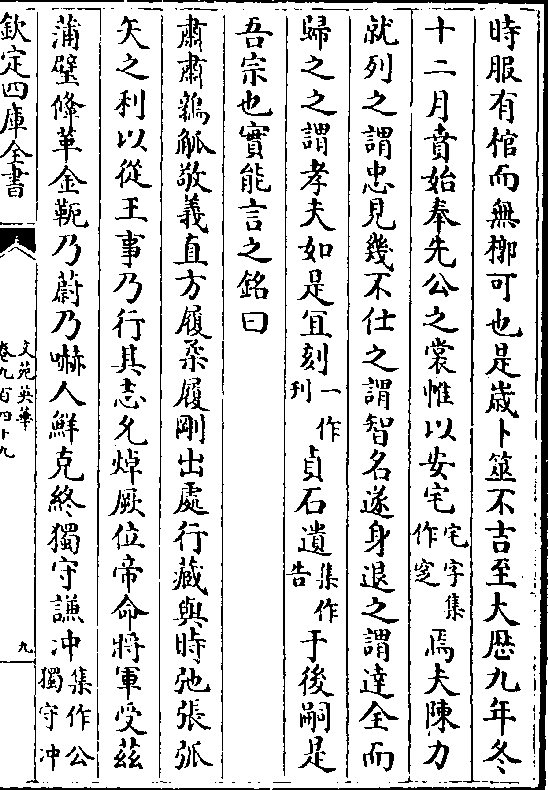 時服有棺而無槨可也是歳卜筮不吉至大厯九年冬
十二月賁始奉先公之裳帷以安宅宅字集作窆焉夫陳力
就列之謂忠見幾不仕之謂智名遂身退之謂達全而
歸之之謂孝夫如是宜刻一作刋貞石遺集作告于後嗣是
吾宗也實能言之銘曰
肅肅鷄觚敬義直方履柔履剛出處行藏與時弛張弧
矢之利以從王事乃行其志允焯厥位帝命將軍受茲
蒲璧鞗革金軛乃蔚乃嚇人鮮克終獨守謙冲集作公獨守冲
欽定四庫全書
文苑英華
卷九百四十九
九